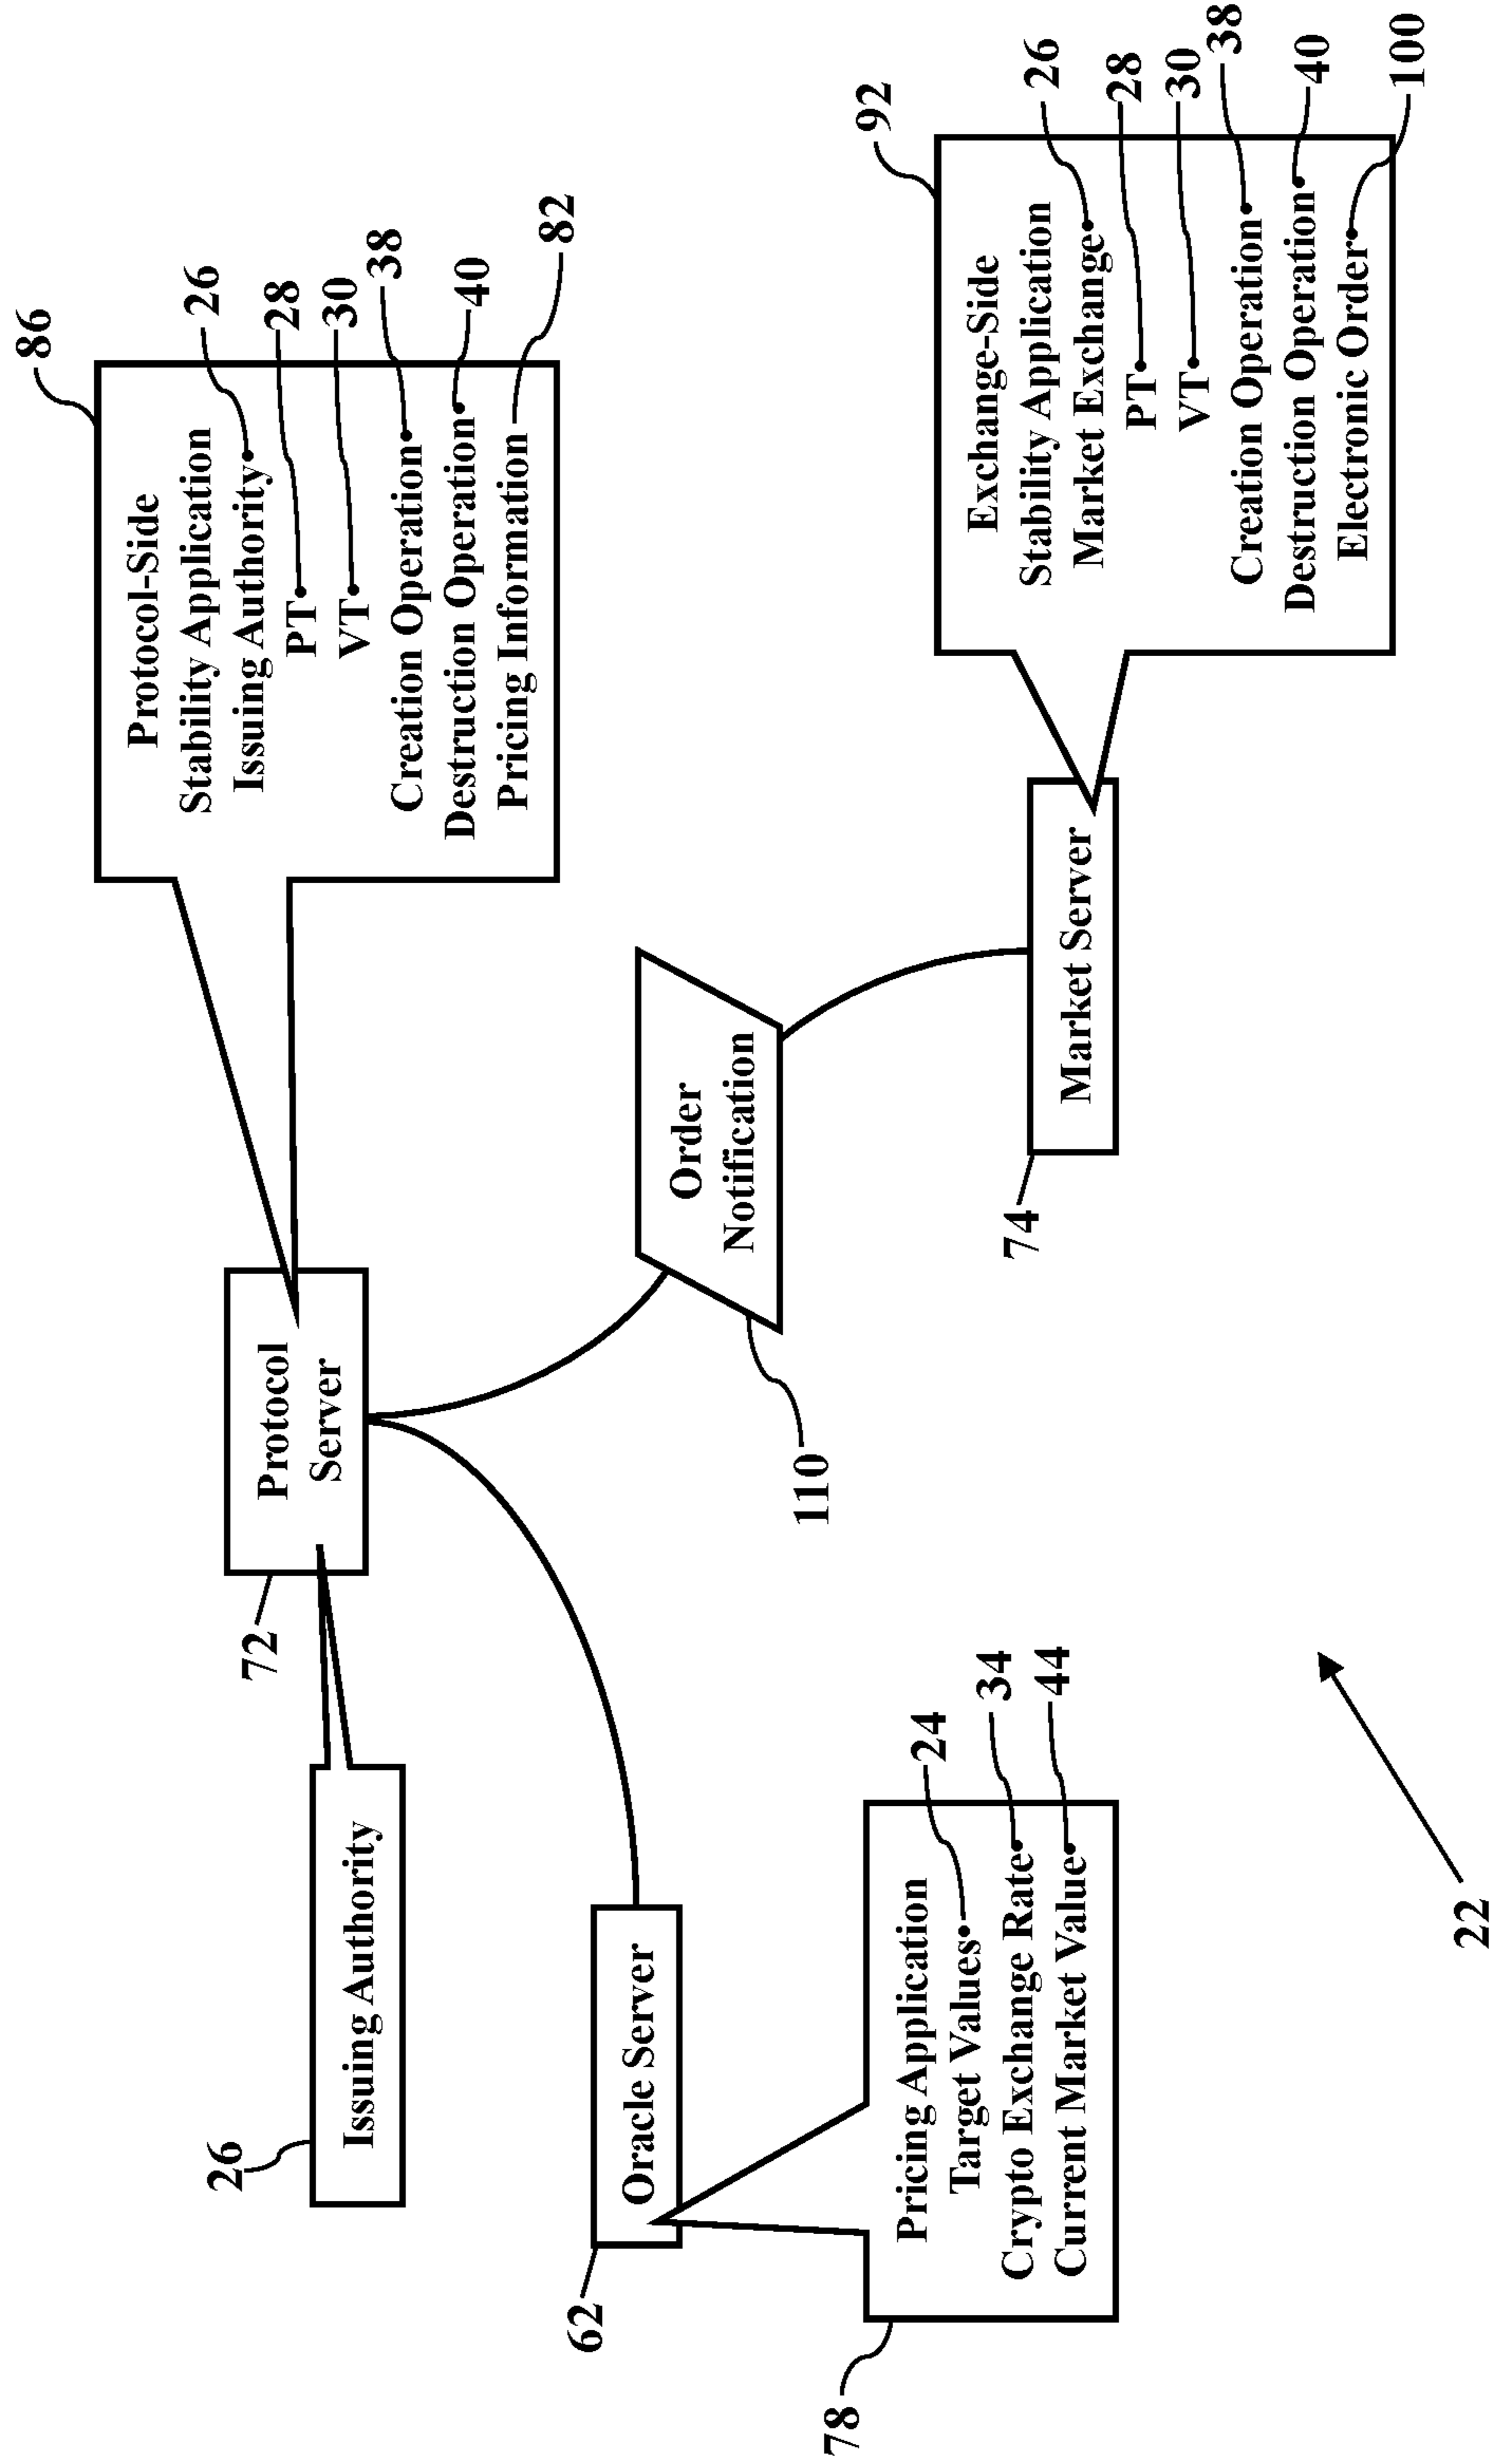 86
Protocol-Side
Stability Application
Issuing Authority
26
PT
28
VT
30
Creation Operation
38
Destruction Operation
40
Pricing Information
82
Protocol
Server
72
Issuing Authority
26
Order
Notification
110
Oracle Server
62
Pricing Application
Target Values
24
Crypto Exchange Rate
34
Current Market Value
44
78
Market Server
74
92
Exchange-Side
Stability Application
Market Exchange
26
PT
28
VT
30
Creation Operation
38
Destruction Operation
40
Electronic Order
100
22